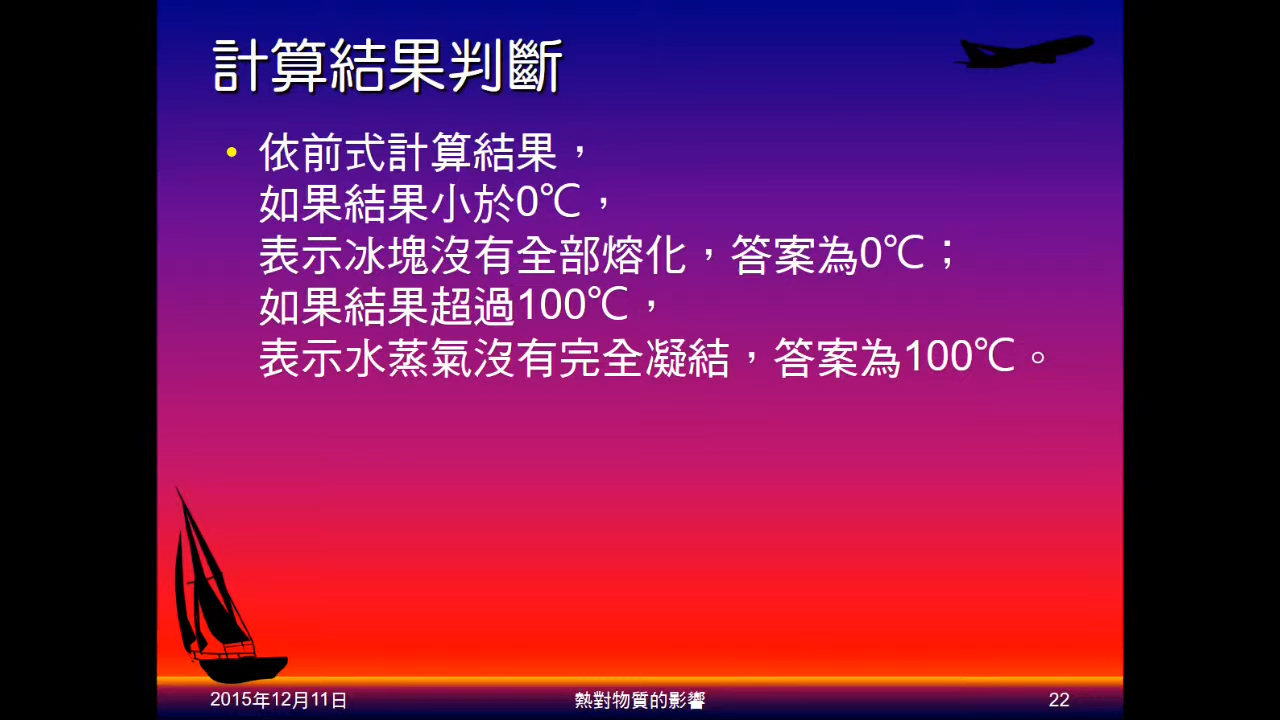 計算結果判斷
• 依前式計算結果，
如果結果小於0℃，
表示冰塊沒有全部熔化，答案為0℃；
如果結果超過100℃，
表示水蒸氣沒有完全凝結，答案為100℃。
2015年12月11日
熱對物質的影響
22